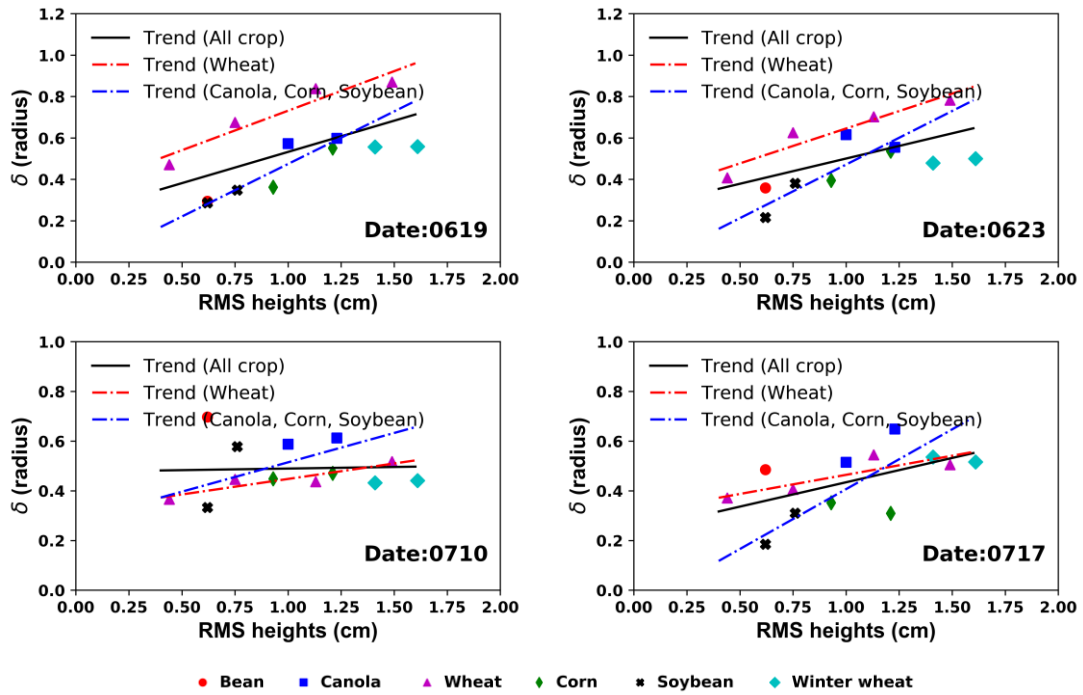 1.2
1.0
0.8
0.6
0.4
0.2
0.0
δ (radius)
Trend (All crop)
Trend (Wheat)
Trend (Canola, Corn, Soybean)
Date:0619
0.00 0.25 0.50 0.75 1.00 1.25 1.50 1.75 2.00
RMS heights (cm)
1.2
1.0
0.8
0.6
0.4
0.2
0.0
δ (radius)
Trend (All crop)
Trend (Wheat)
Trend (Canola, Corn, Soybean)
Date:0623
0.00 0.25 0.50 0.75 1.00 1.25 1.50 1.75 2.00
RMS heights (cm)
1.0
0.8
0.6
0.4
0.2
0.0
δ (radius)
Trend (All crop)
Trend (Wheat)
Trend (Canola, Corn, Soybean)
Date:0710
0.00 0.25 0.50 0.75 1.00 1.25 1.50 1.75 2.00
RMS heights (cm)
1.0
0.8
0.6
0.4
0.2
0.0
δ (radius)
Trend (All crop)
Trend (Wheat)
Trend (Canola, Corn, Soybean)
Date:0717
0.00 0.25 0.50 0.75 1.00 1.25 1.50 1.75 2.00
RMS heights (cm)
Bean Canola Wheat Corn Soybean Winter wheat